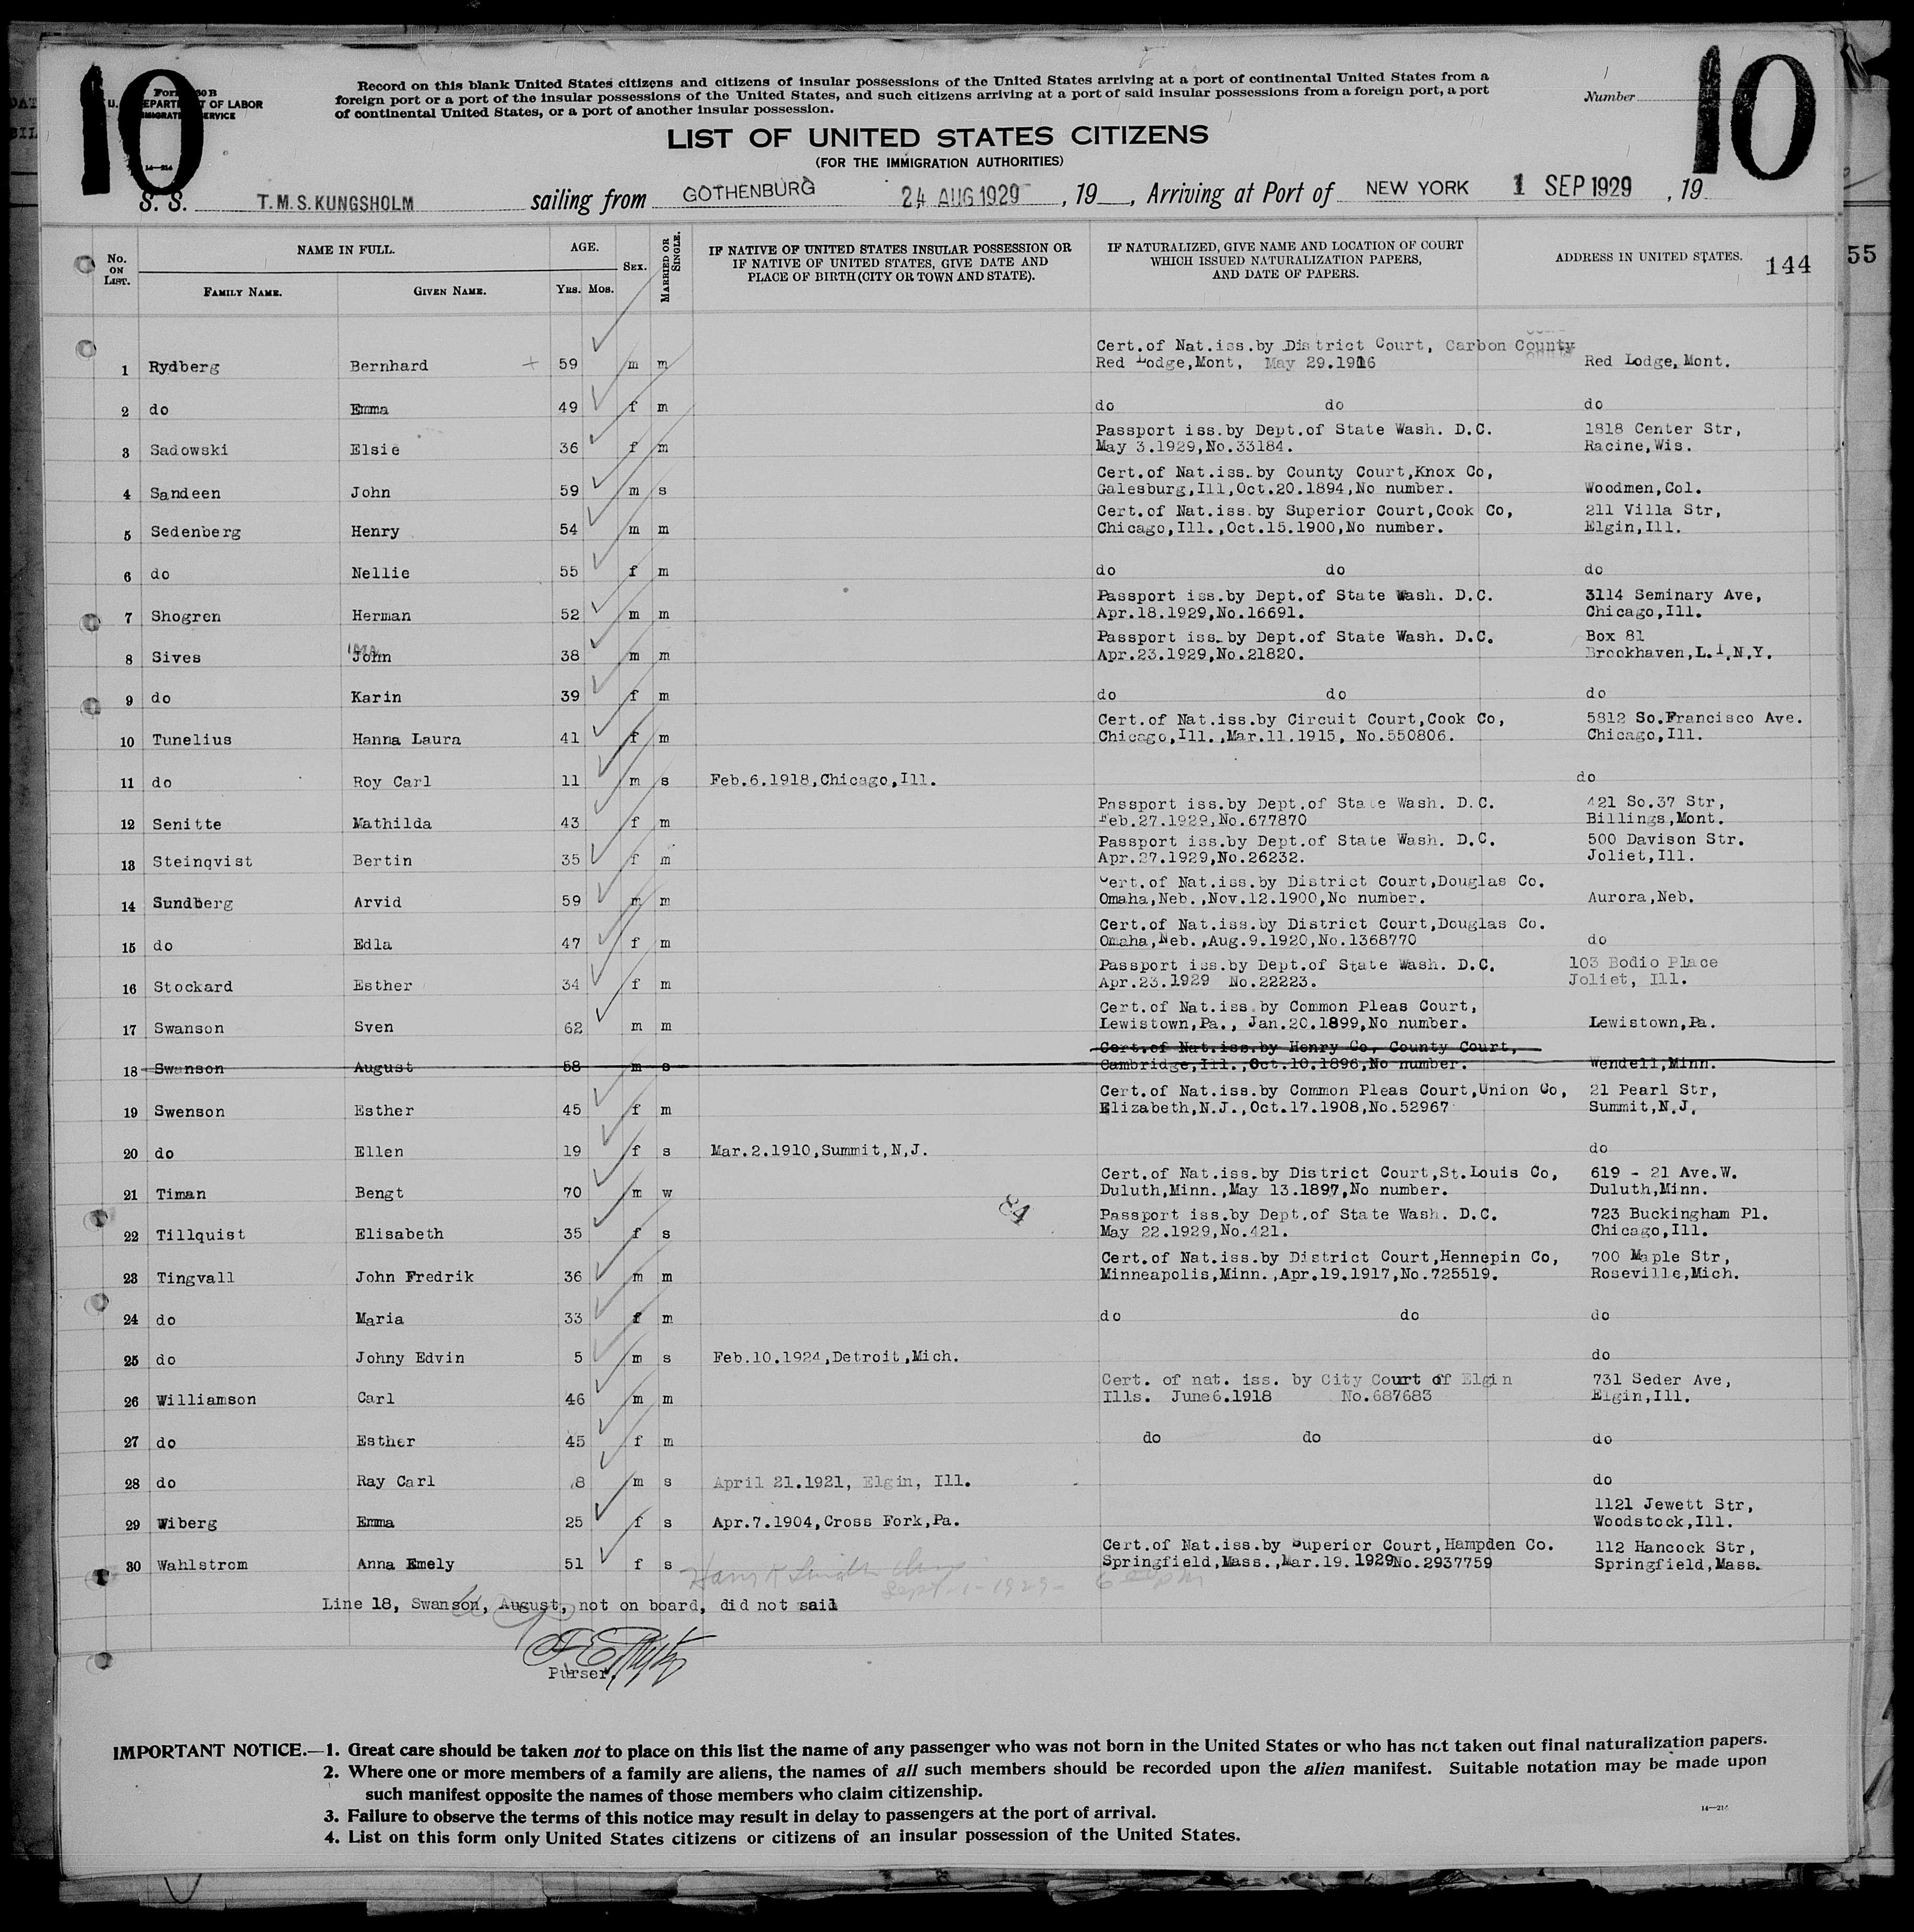 10
10
Form 630 B
U. S. DEPARTMENT OF LABOR
IMMIGRATION SERVICE
14—214
Record on this blank United States citizens and citizens of insular possessions of the United States arriving at a port of continental United States from a
foreign port or a port of the insular possessions of the United States, and such citizens arriving at a port of said insular possessions from a foreign port, a port
of continental United States, or a port of another insular possession.
Number
LIST OF UNITED STATES CITIZENS
(FOR THE IMMIGRATION AUTHORITIES)
S. S. T.M.S.KUNGSHOLM sailing from GOTHENBURG 24 AUG 1929 , 19 , Arriving at Port of NEW YORK 1 SEP 1929 , 19
No. ON LIST. NAME IN FULL. AGE. SEX. MARRIED OR SINGLE. IF NATIVE OF UNITED STATES INSULAR POSSESSION OR IF NATIVE OF UNITED STATES, GIVE DATE AND PLACE OF BIRTH (CITY OR TOWN AND STATE). IF NATURALIZED, GIVE NAME AND LOCATION OF COURT WHICH ISSUED NATURALIZATION PAPERS, AND DATE OF PAPERS. ADDRESS IN UNITED STATES. 144 55
FAMILY NAME. GIVEN NAME. YRS. MOS.
Cert.of Nat.iss.by District Court, Carbon County
1 Rydberg Bernhard 59 m m Red Lodge,Mont, May 29.1916 Red Lodge,Mont.
2 do Emma 49 f m do do do
Passport iss.by Dept.of State Wash. D.C. 1818 Center Str,
3 Sadowski Elsie 36 f m May 3.1929,No.33184. Racine,Wis.
Cert.of Nat.iss.by County Court,Knox Co,
4 Sandeen John 59 m s Galesburg,Ill,Oct.20.1894,No number. Woodmen,Col.
Cert.of Nat.iss.by Superior Court,Cook Co, 211 Villa Str,
5 Sedenberg Henry 54 m m Chicago,Ill.,Oct.15.1900,No number. Elgin,Ill.
6 do Nellie 55 f m do do do
Passport iss.by Dept.of State Wash. D.C. 3114 Seminary Ave,
7 Shogren Herman 52 m m Apr.18.1929,No.16691. Chicago,Ill.
Passport iss.by Dept.of State Wash. D.C. Box 81
8 Sives John 38 m m Apr.23.1929,No.21820. Brookhaven,L.I,N.Y.
9 do Karin 39 f m do do do
Cert.of Nat.iss.by Circuit Court,Cook Co, 5812 So.Francisco Ave.
10 Tunelius Hanna Laura 41 f m Chicago,Ill.,Mar.11.1915, No.550806. Chicago,Ill.
11 do Roy Carl 11 m s Feb.6.1918,Chicago,Ill. do
Passport iss.by Dept.of State Wash. D.C. 421 So.37 Str,
12 Senitte Mathilda 43 f m Feb.27.1929,No.677870 Billings,Mont.
Passport iss.by Dept.of State Wash. D.C. 500 Davison Str.
13 Steinqvist Bertin 35 f m Apr.27.1929,No.26232. Joliet,Ill.
Cert.of Nat.iss.by District Court,Douglas Co.
14 Sundberg Arvid 59 m m Omaha,Neb.,Nov.12.1900,No number. Aurora,Neb.
Cert.of Nat.iss.by District Court,Douglas Co.
15 do Edla 47 f m Omaha,Neb.,Aug.9.1920,No.1368770 do
Passport iss.by Dept.of State Wash. D.C. 103 Bodio Place
16 Stockard Esther 34 f m Apr.23.1929 No.22223. Joliet, Ill.
Cert.of Nat.iss.by Common Pleas Court,
17 Swanson Sven 62 m m Lewistown,Pa., Jan.20.1899,No number. Lewistown,Pa.
Cert.of Nat.iss.by Henry Co, County Court,
18 Swanson August 58 m s Cambridge,Ill.,Oct.10.1896,No number. Wendell,Minn.
Cert.of Nat.iss.by Common Pleas Court,Union Co, 21 Pearl Str,
19 Swenson Esther 45 f m Elizabeth,N.J.,Oct.17.1908,No.52967 Summit,N.J.
20 do Ellen 19 f s Mar.2.1910,Summit,N.J. do
Cert.of Nat.iss.by District Court,St.Louis Co, 619 - 21 Ave.W.
21 Timan Bengt 70 m w Duluth,Minn.,May 13.1897,No number. Duluth,Minn.
84
Passport iss.by Dept.of State Wash. D.C. 723 Buckingham Pl.
22 Tillquist Elisabeth 35 f s May 22.1929,No.421. Chicago,Ill.
Cert.of Nat.iss.by District Court,Hennepin Co, 700 Maple Str,
23 Tingvall John Fredrik 36 m m Minneapolis,Minn.,Apr.19.1917,No.725519. Roseville,Mich.
24 do Maria 33 f m do do do
25 do Johny Edvin 5 m s Feb.10.1924,Detroit,Mich. do
Cert. of nat. iss. by City Court of Elgin 731 Seder Ave,
26 Williamson Carl 46 m m Ills. June6.1918 No.687683 Elgin,Ill.
27 do Esther 45 f m do do do
28 do Ray Carl 8 m s April 21.1921, Elgin, Ill. do
1121 Jewett Str,
29 Wiberg Emma 25 f s Apr.7.1904,Cross Fork,Pa. Woodstock,Ill.
Cert.of Nat.iss.by Superior Court,Hampden Co. 112 Hancock Str,
30 Wahlstrom Anna Emely 51 f s Springfield,Mass.,Mar.19.1929No.2937759 Springfield,Mass.
Harry K Smith
Sept-1-1929-
Line 18, Swanson, August, not on board, did not sail
Purser.
IMPORTANT NOTICE.—1. Great care should be taken not to place on this list the name of any passenger who was not born in the United States or who has not taken out final naturalization papers.
2. Where one or more members of a family are aliens, the names of all such members should be recorded upon the alien manifest. Suitable notation may be made upon
such manifest opposite the names of those members who claim citizenship.
3. Failure to observe the terms of this notice may result in delay to passengers at the port of arrival.
4. List on this form only United States citizens or citizens of an insular possession of the United States.
14—214